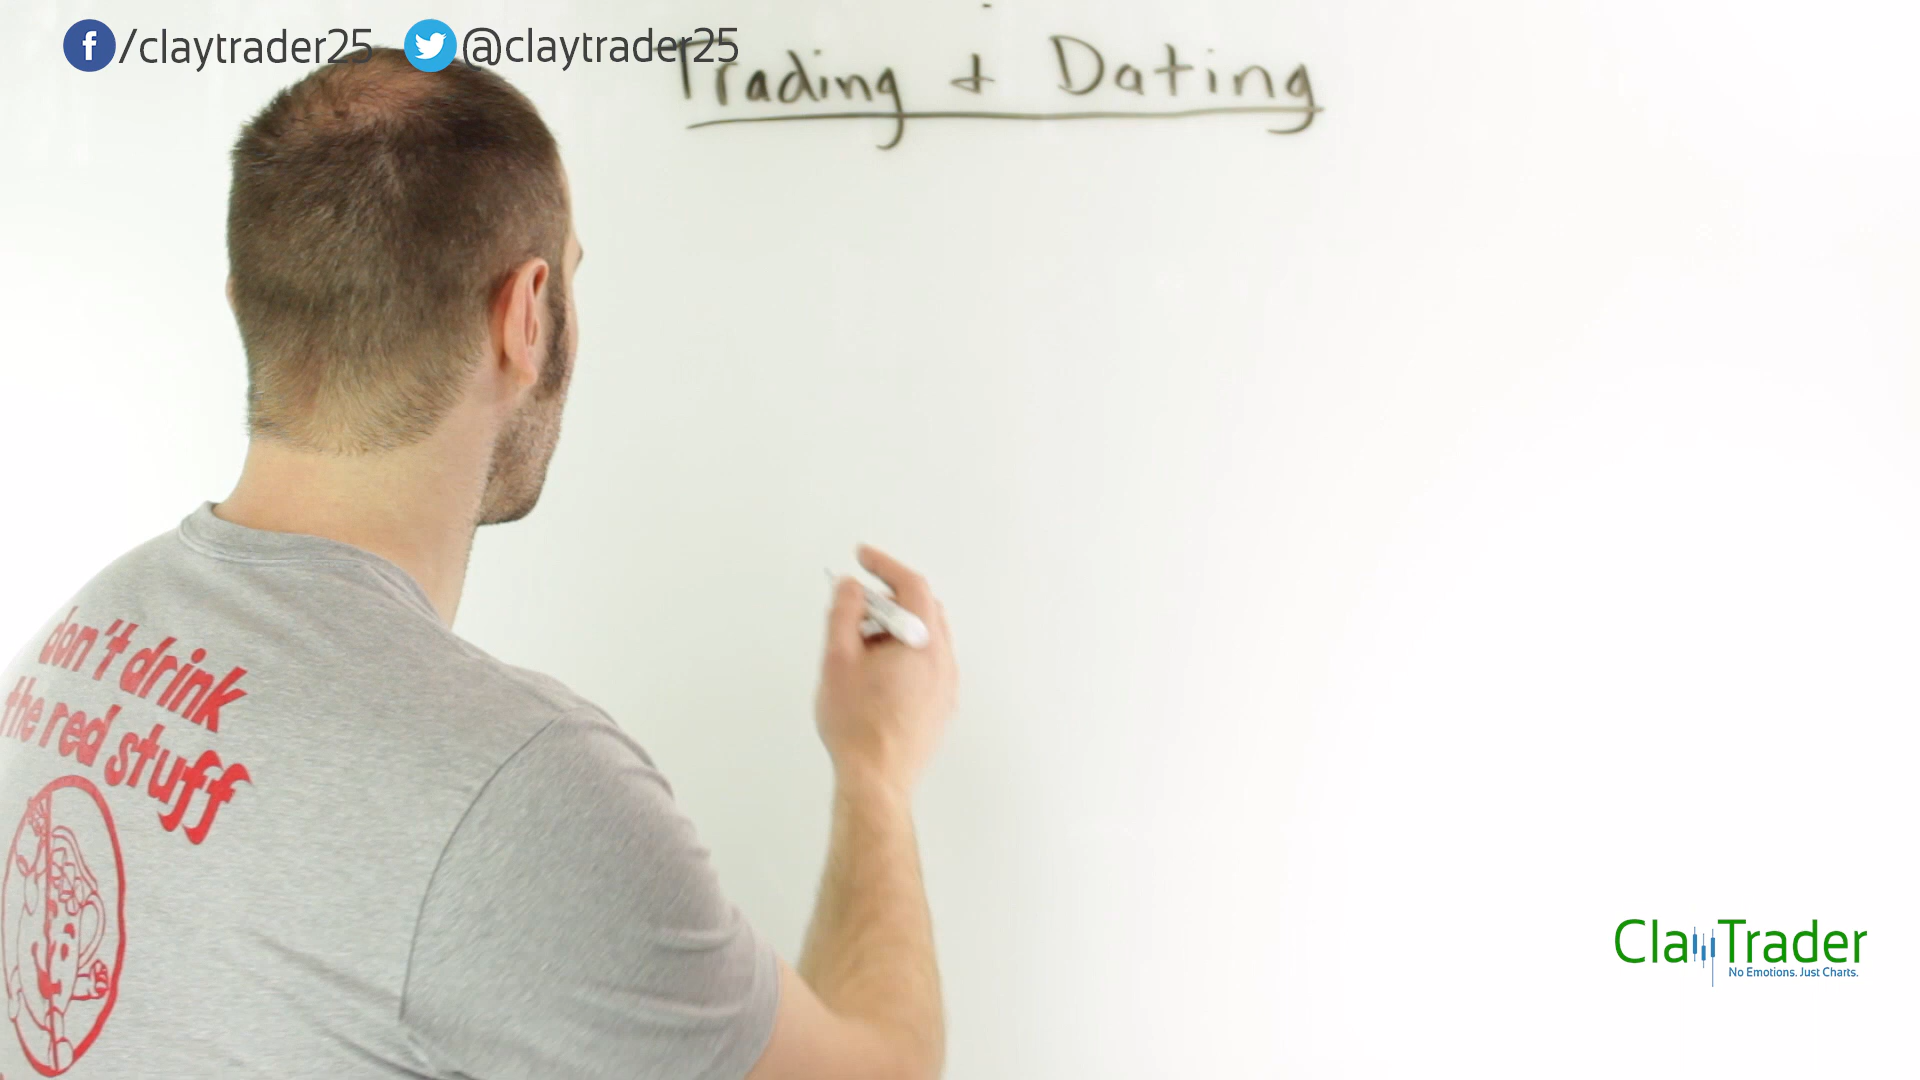 /claytrader25 @claytrader25
Trading + Dating
don't drink
the red stuff
ClayTrader
No Emotions. Just Charts.